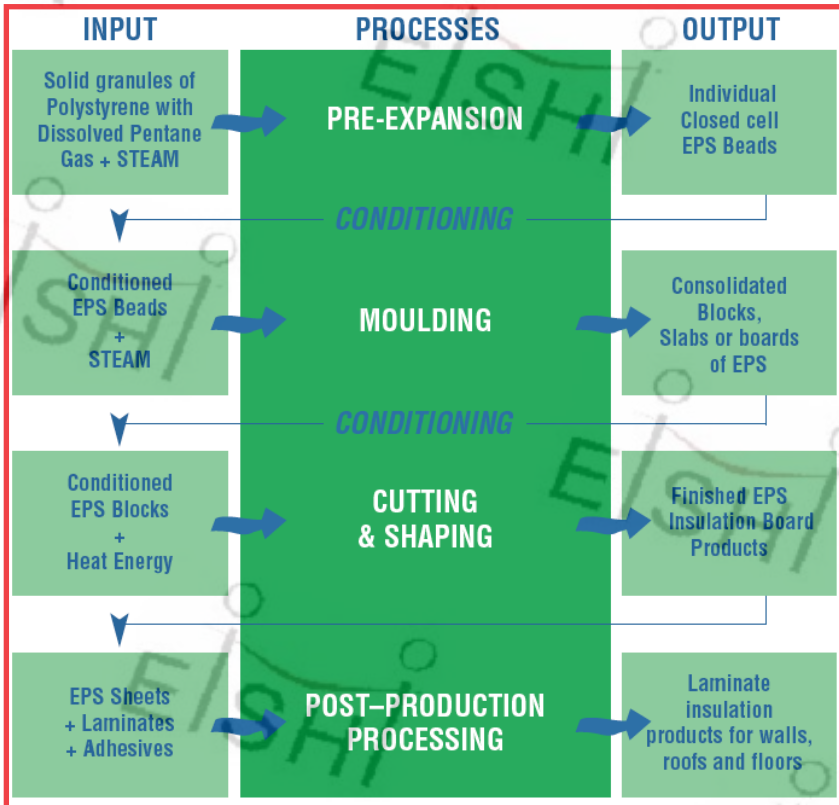 INPUT
PROCESSES
OUTPUT
Solid granules of
Polystyrene with
Dissolved Pentane
Gas + STEAM
PRE-EXPANSION
Individual
Closed cell
EPS Beads
CONDITIONING
Conditioned
EPS Beads
+
STEAM
MOULDING
Consolidated
Blocks,
Slabs or boards
of EPS
CONDITIONING
Conditioned
EPS Blocks
+
Heat Energy
CUTTING
& SHAPING
Finished EPS
Insulation Board
Products
EPS Sheets
+ Laminates
+ Adhesives
POST–PRODUCTION
PROCESSING
Laminate
insulation
products for walls,
roofs and floors